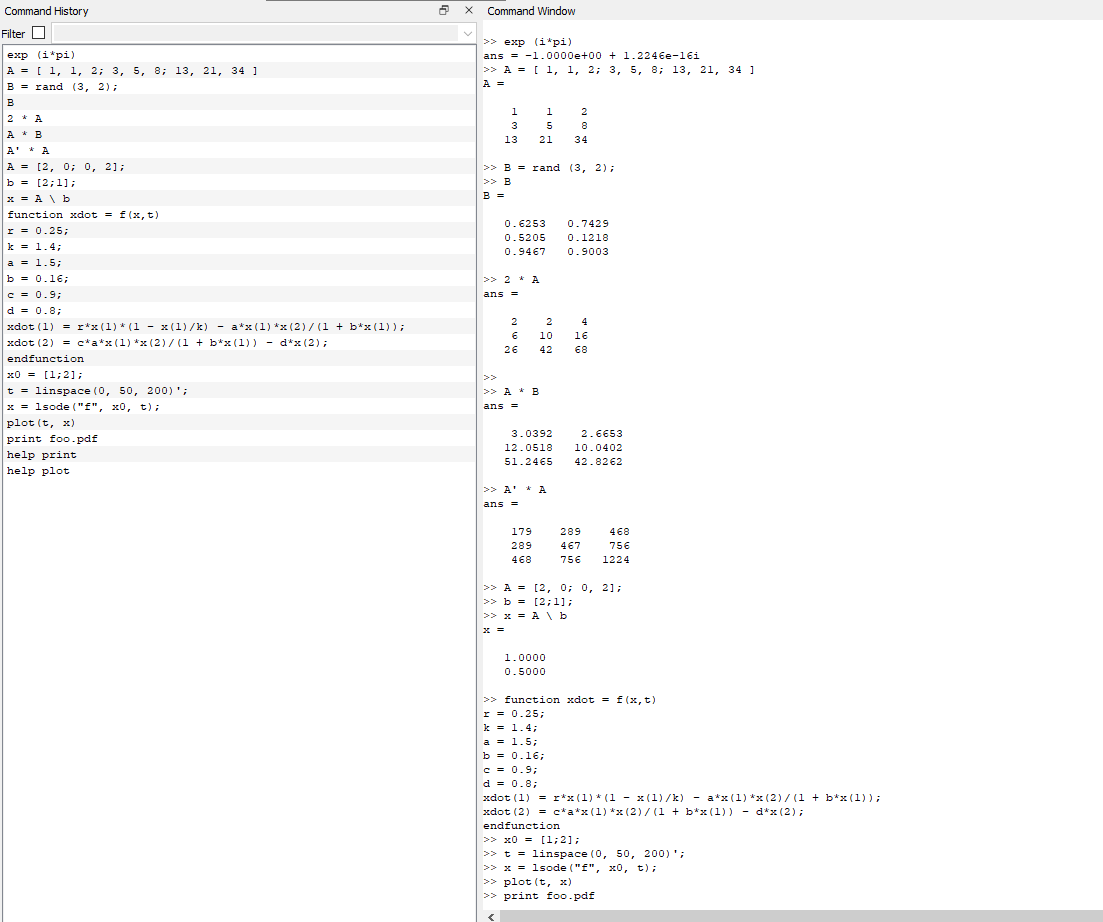 Command History
Filter
exp (i*pi)
A = [ 1, 1, 2; 3, 5, 8; 13, 21, 34 ]
B = rand (3, 2);
B
2 * A
A * B
A' * A
A = [2, 0; 0, 2];
b = [2;1];
x = A \ b
function xdot = f(x,t)
r = 0.25;
k = 1.4;
a = 1.5;
b = 0.16;
c = 0.9;
d = 0.8;
xdot(1) = r*x(1)*(1 - x(1)/k) - a*x(1)*x(2)/(1 + b*x(1));
xdot(2) = c*a*x(1)*x(2)/(1 + b*x(1)) - d*x(2);
endfunction
x0 = [1;2];
t = linspace(0, 50, 200)';
x = lsode("f", x0, t);
plot(t, x)
print foo.pdf
help print
help plot
Command Window
>> exp (i*pi)
ans = -1.0000e+00 + 1.2246e-16i
>> A = [ 1, 1, 2; 3, 5, 8; 13, 21, 34 ]
A =
1 1 2
3 5 8
13 21 34
>> B = rand (3, 2);
>> B
B =
0.6253 0.7429
0.5205 0.1218
0.9467 0.9003
>> 2 * A
ans =
2 2 4
6 10 16
26 42 68
>>
>> A * B
ans =
3.0392 2.6653
12.0518 10.0402
51.2465 42.8262
>> A' * A
ans =
179 289 468
289 467 756
468 756 1224
>> A = [2, 0; 0, 2];
>> b = [2;1];
>> x = A \ b
x =
1.0000
0.5000
>> function xdot = f(x,t)
r = 0.25;
k = 1.4;
a = 1.5;
b = 0.16;
c = 0.9;
d = 0.8;
xdot(1) = r*x(1)*(1 - x(1)/k) - a*x(1)*x(2)/(1 + b*x(1));
xdot(2) = c*a*x(1)*x(2)/(1 + b*x(1)) - d*x(2);
endfunction
>> x0 = [1;2];
>> t = linspace(0, 50, 200)';
>> x = lsode("f", x0, t);
>> plot(t, x)
>> print foo.pdf